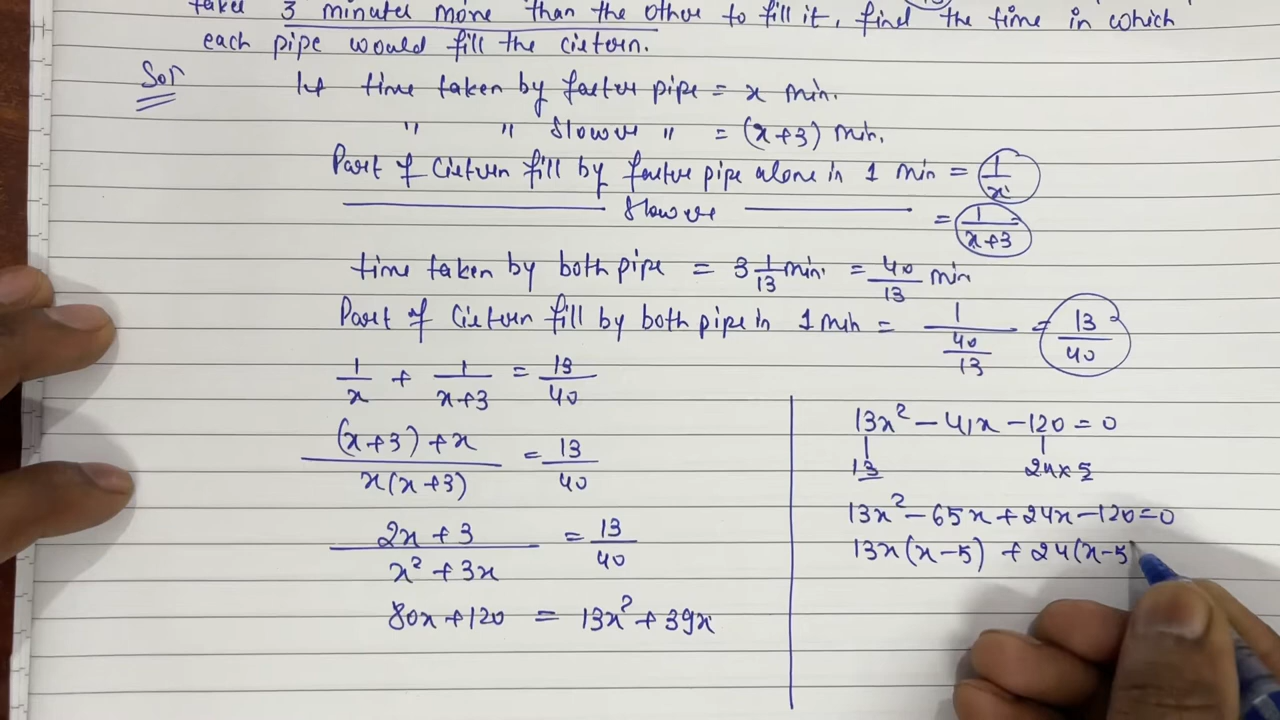 takes 3 minutes more than the other to fill it, find the time in which
each pipe would fill the cistern.
Sol
let time taken by faster pipe = x min.
" " Slower " = (x+3) min.
Part of Cistern fill by faster pipe alone in 1 min = 1/x
Slower = 1/(x+3)
time taken by both pipe = 3 1/13 min. = 40/13 min
Part of Cistern fill by both pipe in 1 min = 1/(40/13) = 13/40
1/x + 1/(x+3) = 13/40
((x+3)+x)/(x(x+3)) = 13/40
(2x+3)/(x²+3x) = 13/40
80x+120 = 13x²+39x
13x²-41x-120=0
13 24x5
13x²-65x+24x-120=0
13x(x-5) +24(x-5